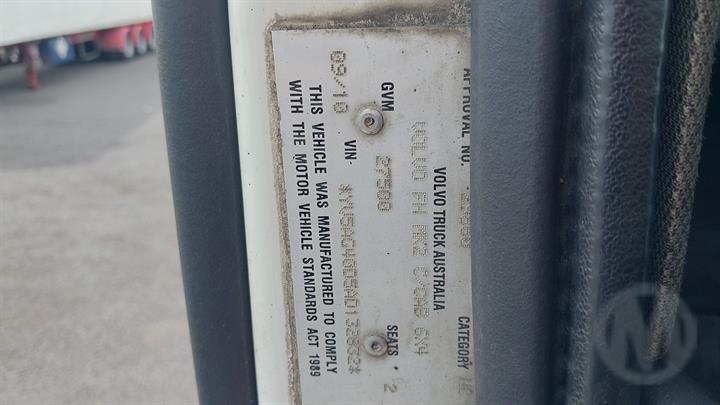 APPROVAL NO. CATEGORY
VOLVO TRUCK AUSTRALIA
VOLVO FH MK2 C/CAB 6X4
GVM 27500 SEATS 2
09/10 VIN- *YV5AC40D5AD132832*
THIS VEHICLE WAS MANUFACTURED TO COMPLY
WITH THE MOTOR VEHICLE STANDARDS ACT 1989
M